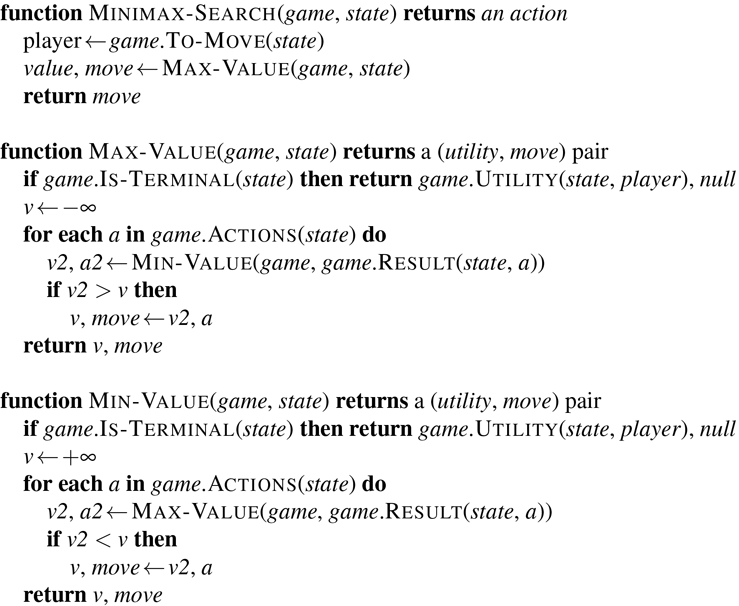 function MINIMAX-SEARCH(game, state) returns an action
player←game.TO-MOVE(state)
value, move←MAX-VALUE(game, state)
return move
function MAX-VALUE(game, state) returns a (utility, move) pair
if game.IS-TERMINAL(state) then return game.UTILITY(state, player), null
v←−∞
for each a in game.ACTIONS(state) do
v2, a2←MIN-VALUE(game, game.RESULT(state, a))
if v2 > v then
v, move←v2, a
return v, move
function MIN-VALUE(game, state) returns a (utility, move) pair
if game.IS-TERMINAL(state) then return game.UTILITY(state, player), null
v←+∞
for each a in game.ACTIONS(state) do
v2, a2←MAX-VALUE(game, game.RESULT(state, a))
if v2 < v then
v, move←v2, a
return v, move